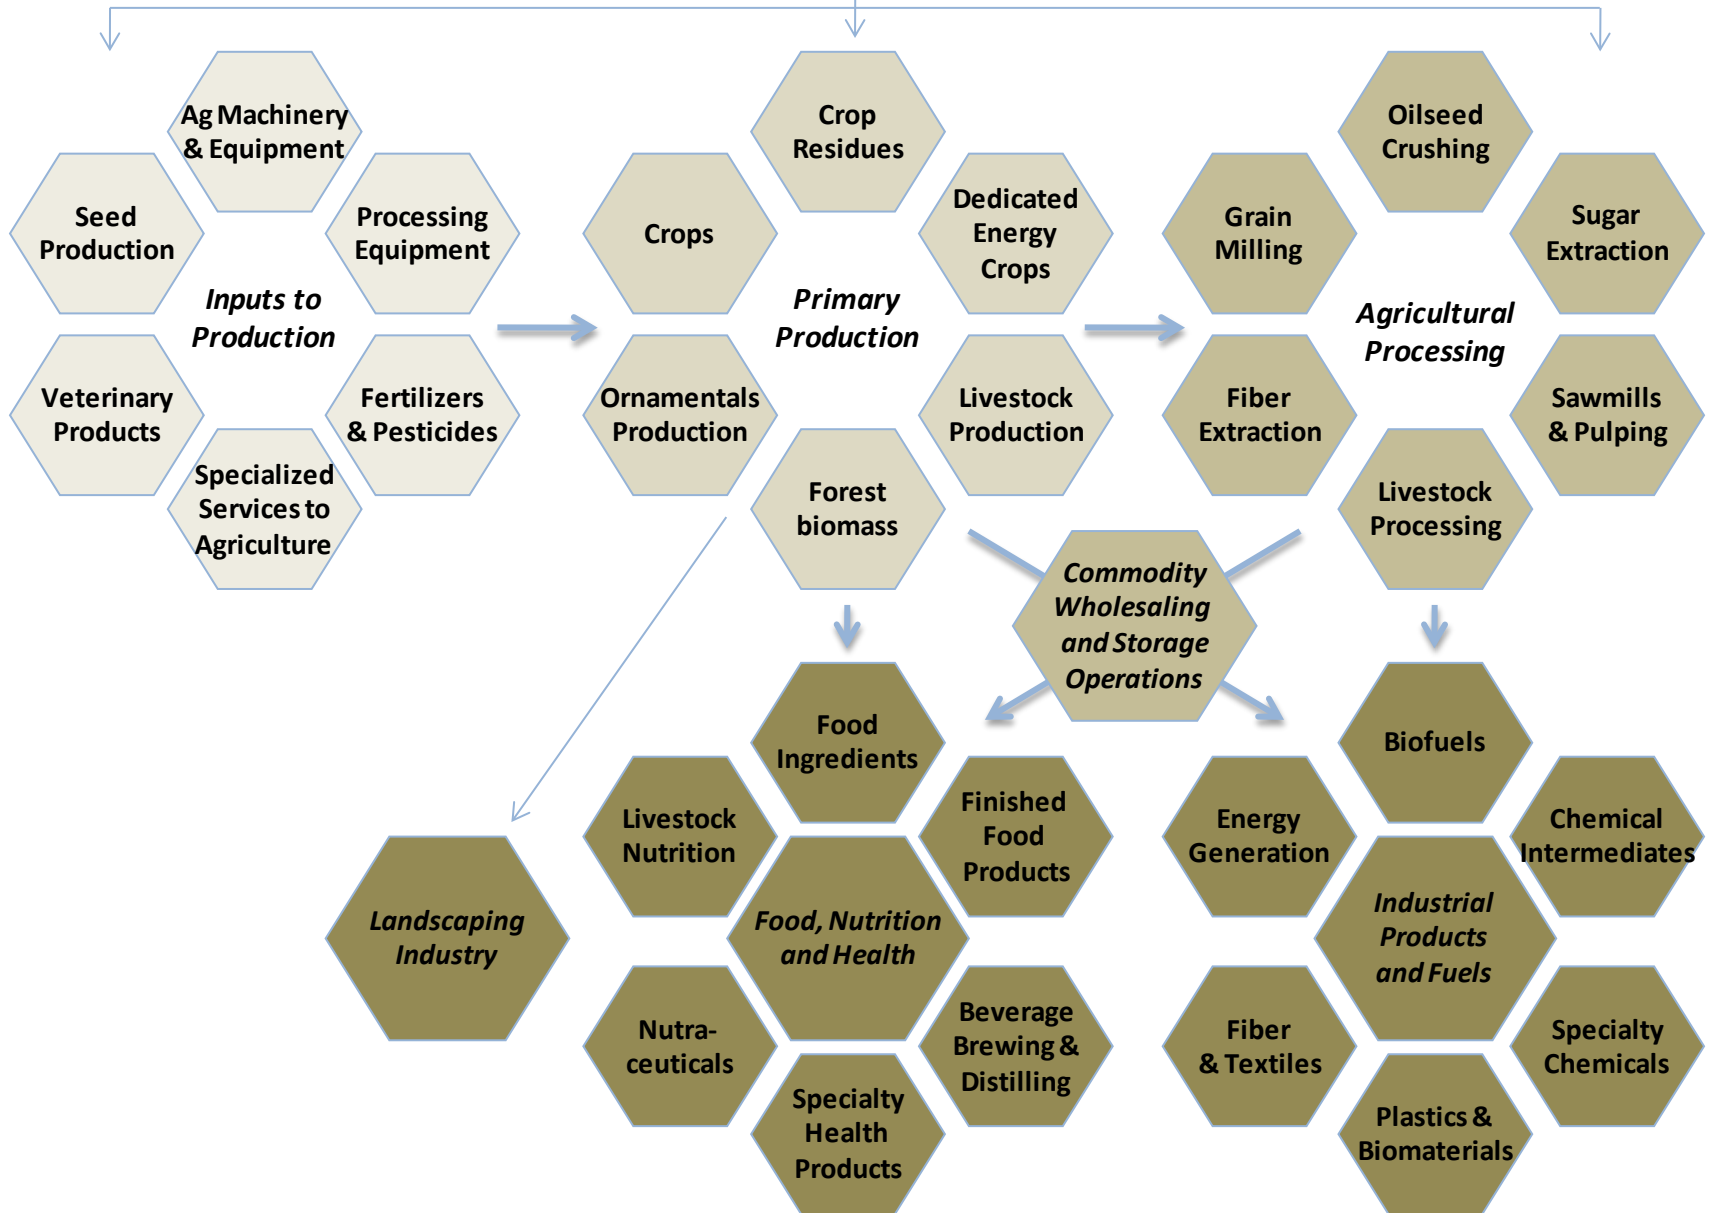 Ag Machinery
& Equipment
Seed
Production
Processing
Equipment
Inputs to
Production
Veterinary
Products
Fertilizers
& Pesticides
Specialized
Services to
Agriculture
Crop
Residues
Crops
Dedicated
Energy
Crops
Primary
Production
Ornamentals
Production
Livestock
Production
Forest
biomass
Oilseed
Crushing
Grain
Milling
Sugar
Extraction
Agricultural
Processing
Fiber
Extraction
Sawmills
& Pulping
Livestock
Processing
Commodity
Wholesaling
and Storage
Operations
Landscaping
Industry
Food
Ingredients
Livestock
Nutrition
Finished
Food
Products
Food, Nutrition
and Health
Nutra-
ceuticals
Beverage
Brewing &
Distilling
Specialty
Health
Products
Biofuels
Energy
Generation
Chemical
Intermediates
Industrial
Products
and Fuels
Fiber
& Textiles
Specialty
Chemicals
Plastics &
Biomaterials